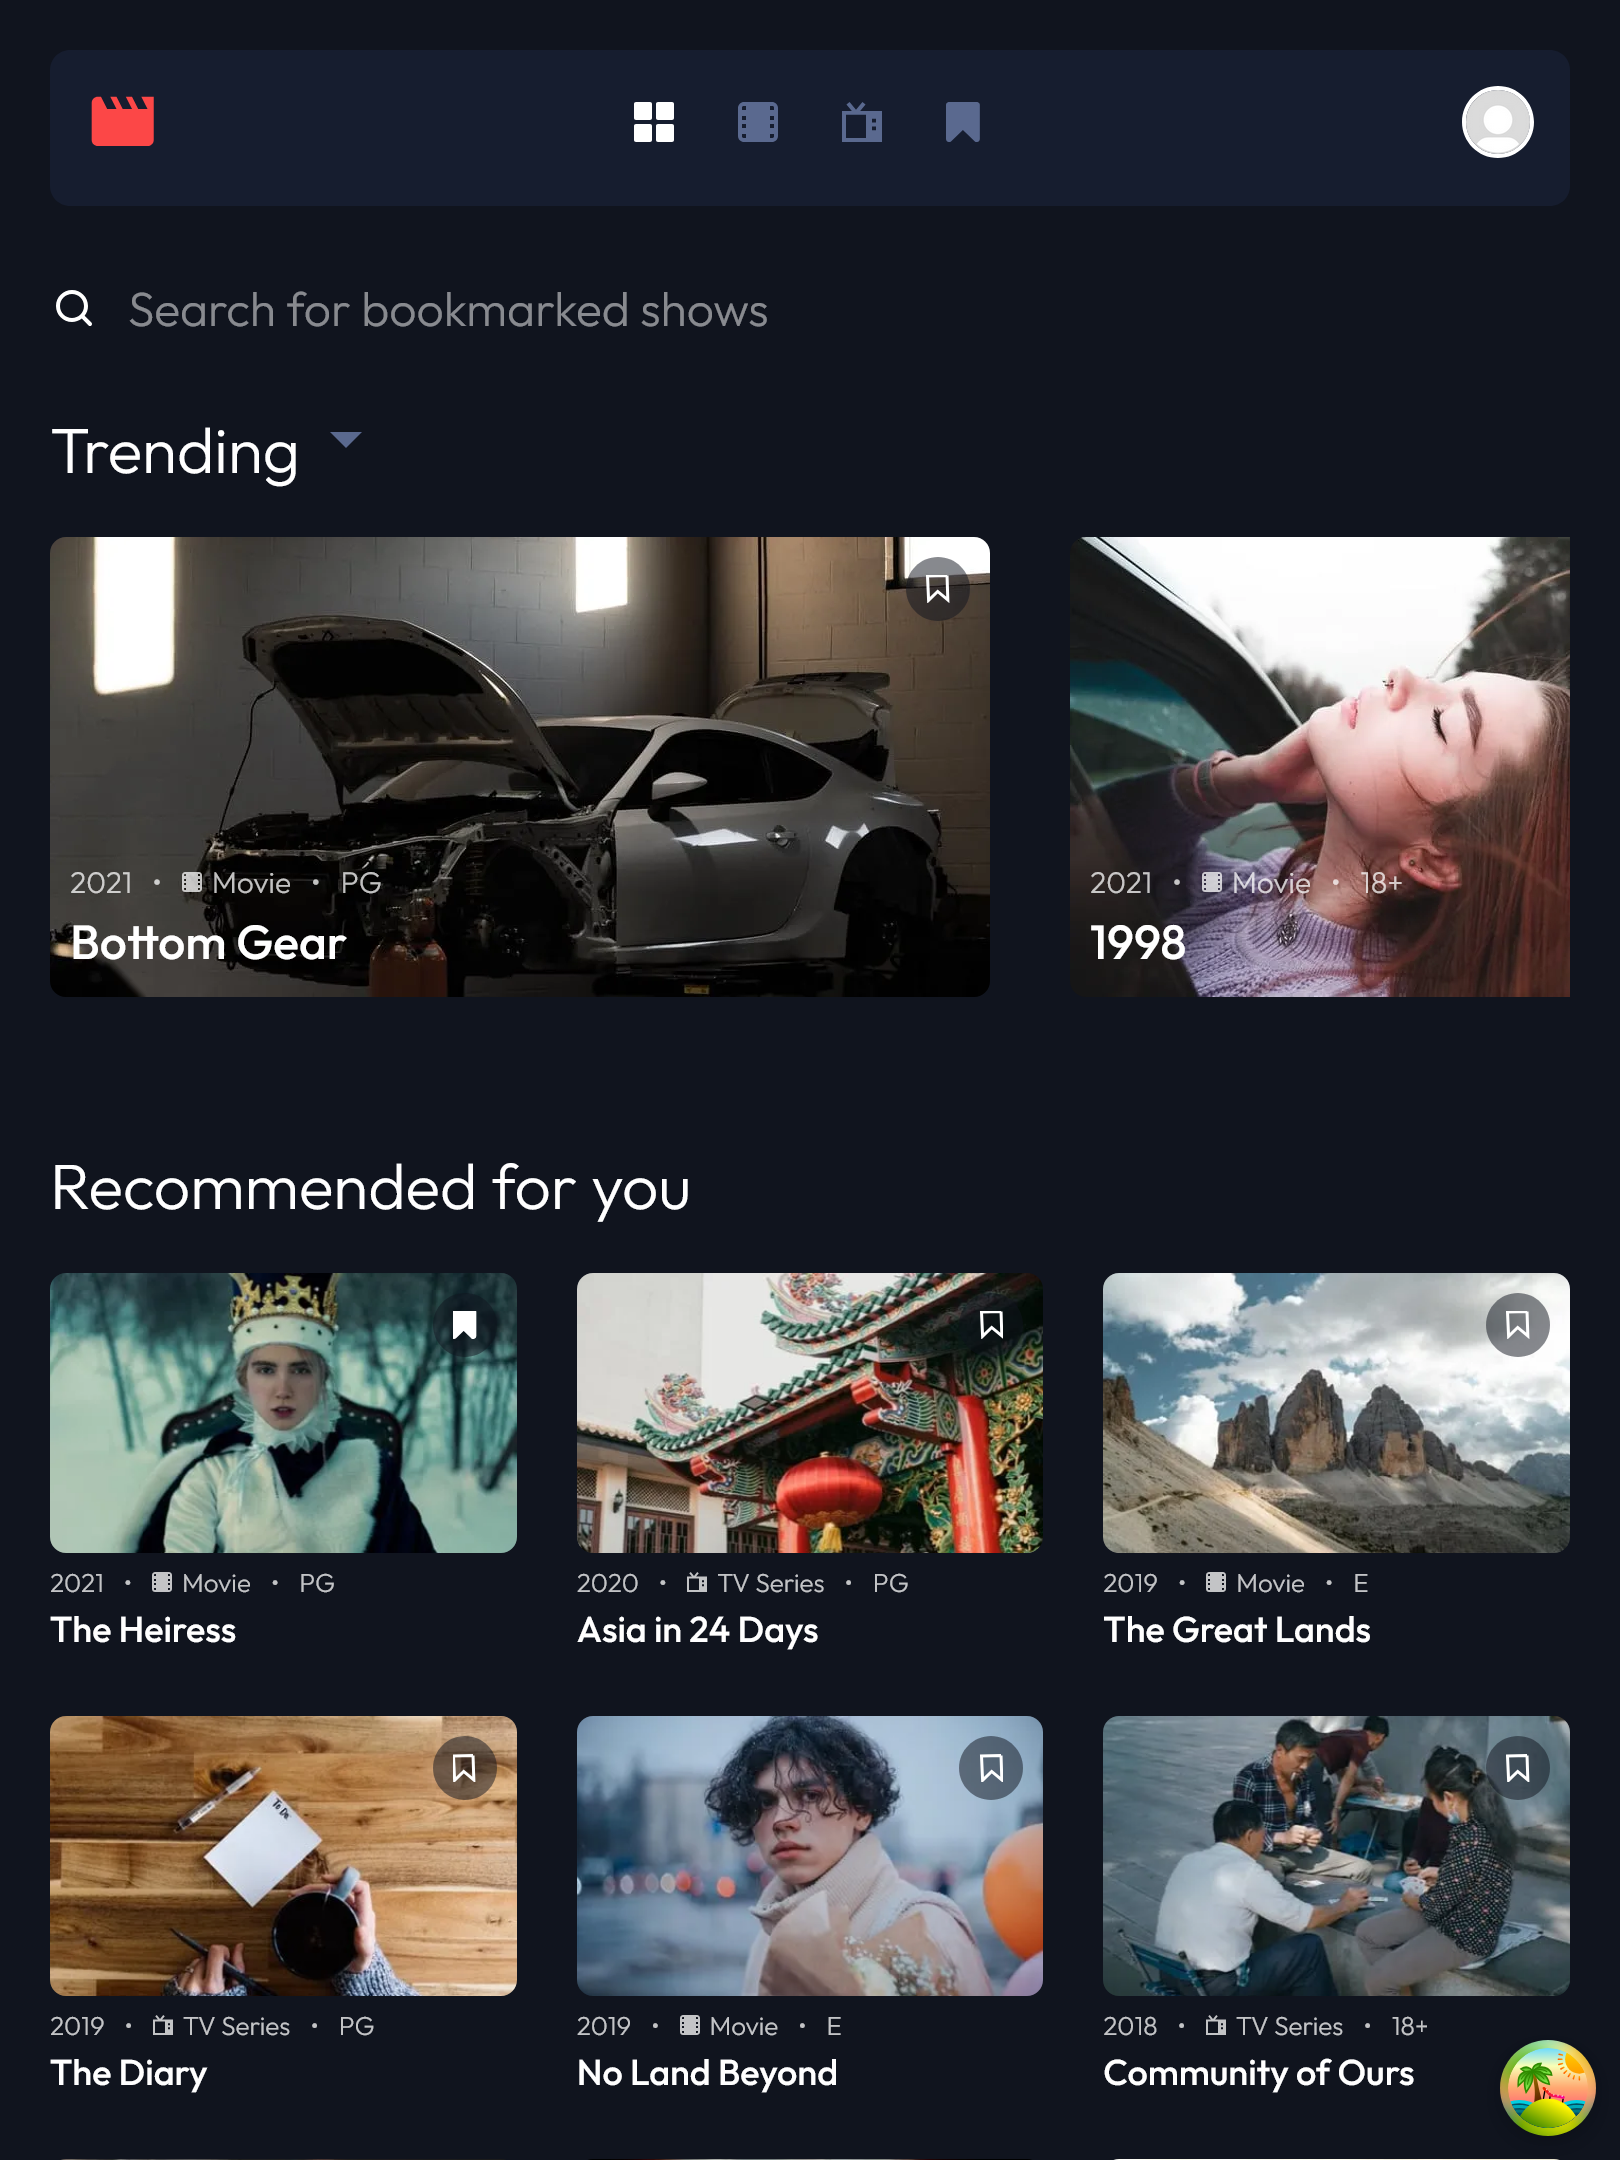 Search for bookmarked shows
Trending
2021 • Movie • PG
Bottom Gear
2021 • Movie • 18+
1998
Recommended for you
2021 • Movie • PG
The Heiress
2020 • TV Series • PG
Asia in 24 Days
2019 • Movie • E
The Great Lands
To Do
2019 • TV Series • PG
The Diary
2019 • Movie • E
No Land Beyond
2018 • TV Series • 18+
Community of Ours